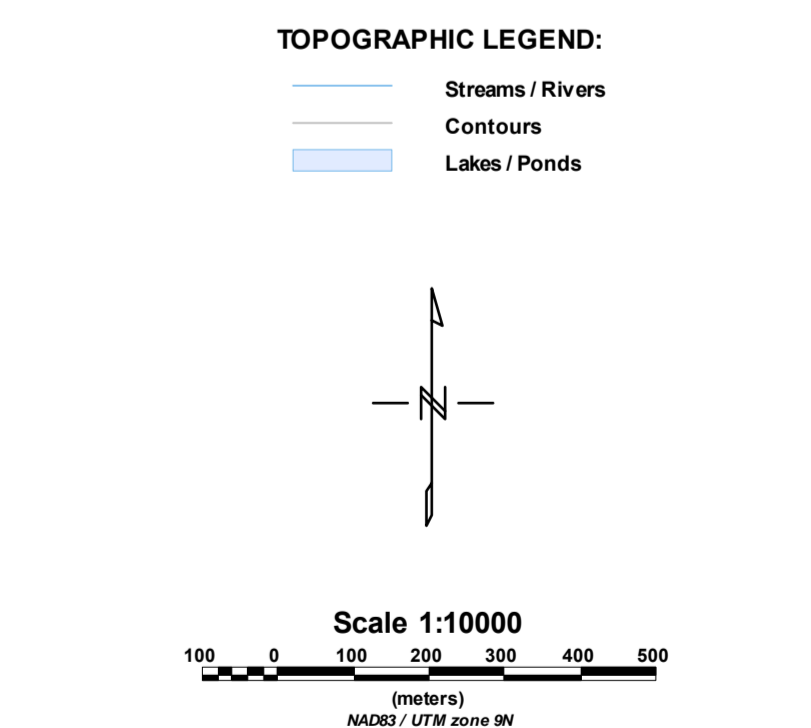 TOPOGRAPHIC LEGEND:
Streams / Rivers
Contours
Lakes / Ponds
N
Scale 1:10000
100 0 100 200 300 400 500
(meters)
NAD83 / UTM zone 9N